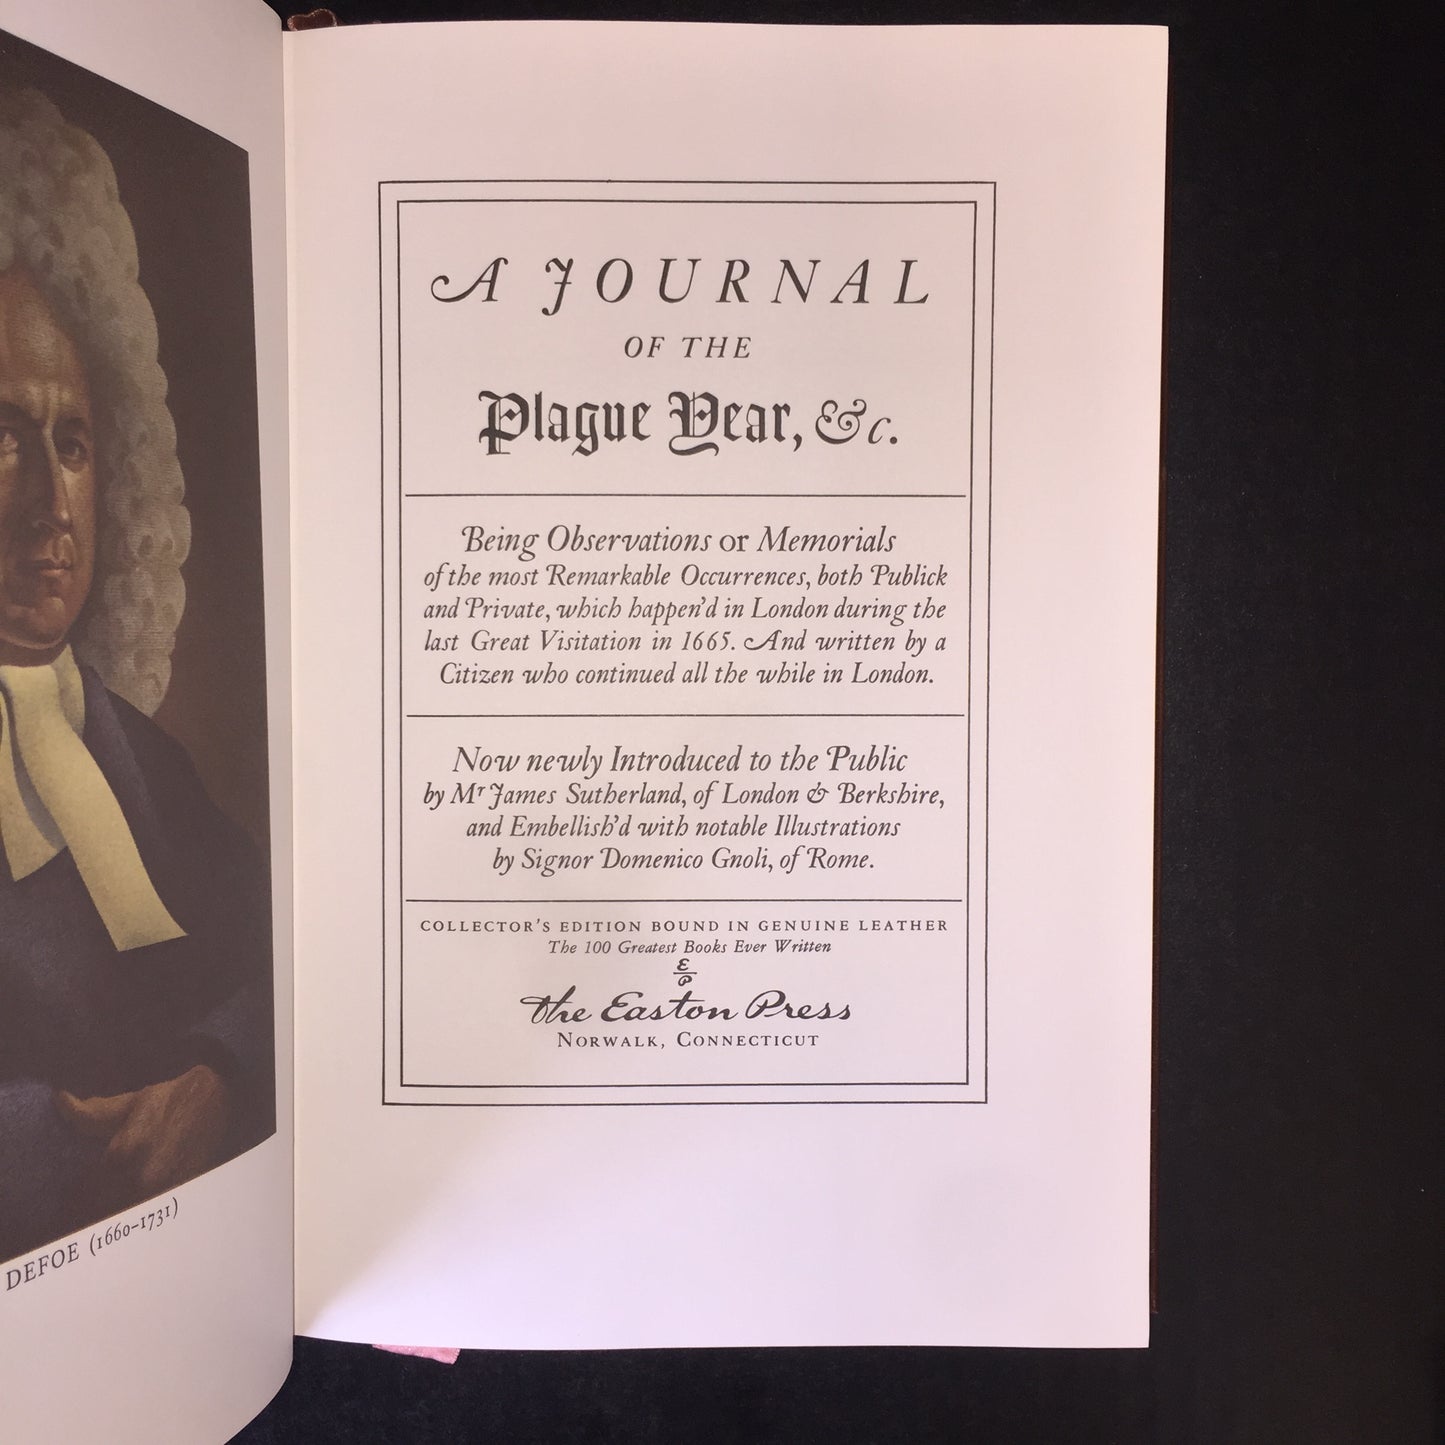 DEFOE (1660–1731)
A JOURNAL
OF THE
Plague Year, &c.
Being Observations or Memorials
of the most Remarkable Occurrences, both Publick
and Private, which happen'd in London during the
last Great Visitation in 1665. And written by a
Citizen who continued all the while in London.
Now newly Introduced to the Public
by Mr James Sutherland, of London & Berkshire,
and Embellish'd with notable Illustrations
by Signor Domenico Gnoli, of Rome.
COLLECTOR'S EDITION BOUND IN GENUINE LEATHER
The 100 Greatest Books Ever Written
E
P
The Easton Press
NORWALK, CONNECTICUT